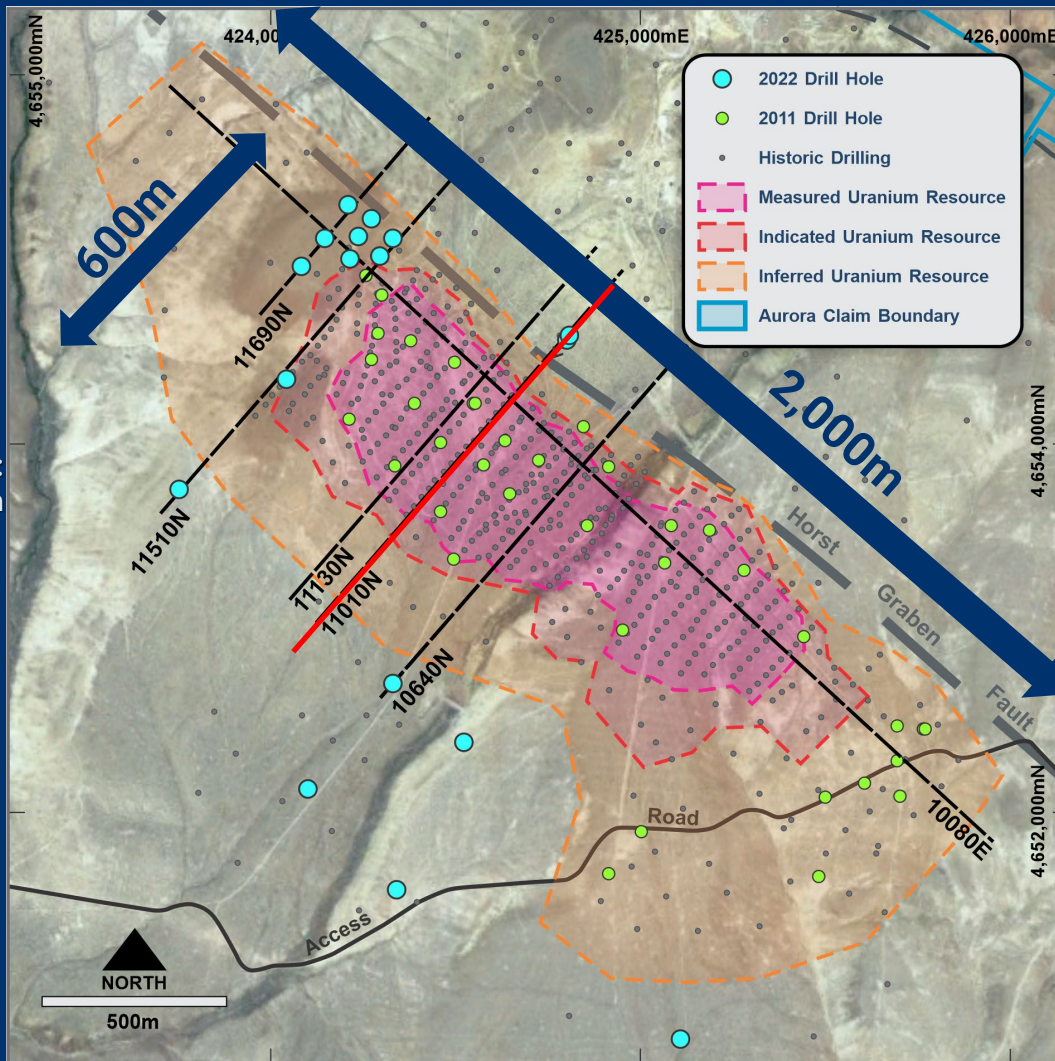 424,000mE
425,000mE
426,000mE
4,655,000mN
2022 Drill Hole
2011 Drill Hole
Historic Drilling
Measured Uranium Resource
Indicated Uranium Resource
Inferred Uranium Resource
Aurora Claim Boundary
600m
2,000m
11690N
11510N
11130N
11010N
10640N
10080E
4,654,000mN
Horst
Graben
Fault
4,652,000mN
Road
Access
NORTH
500m